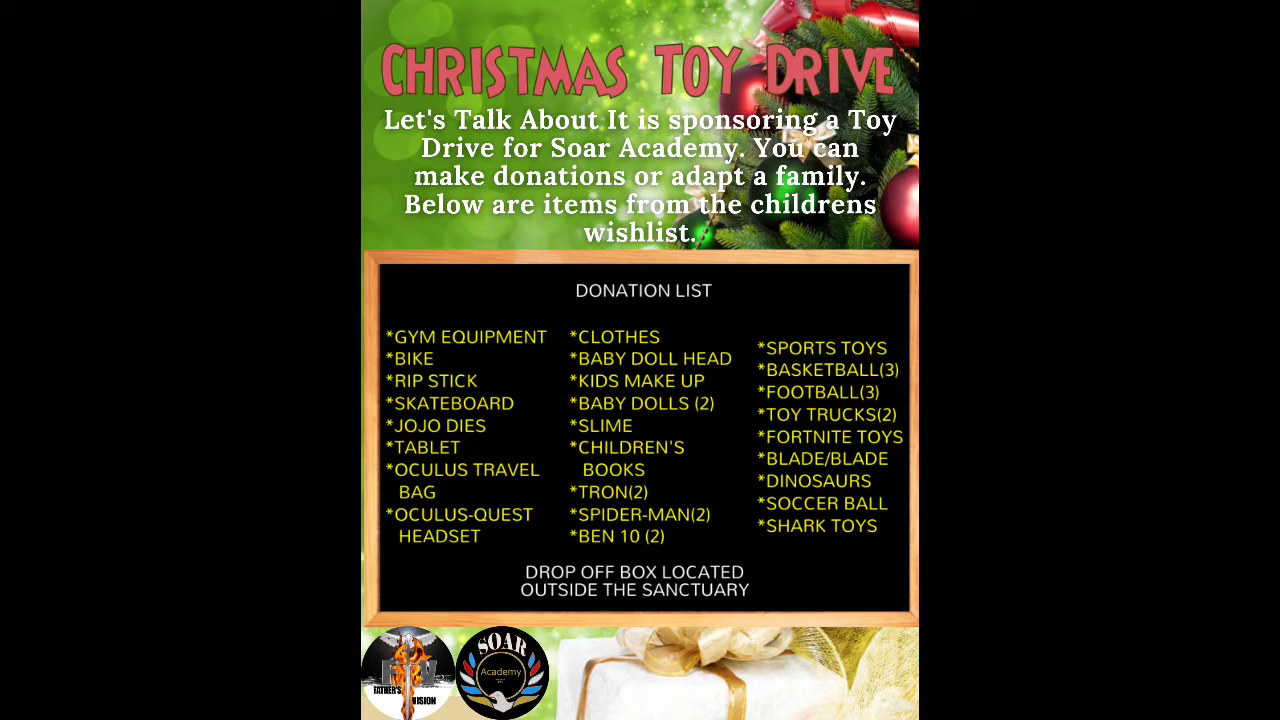 CHRISTMAS TOY DRIVE
Let's Talk About It is sponsoring a Toy
Drive for Soar Academy. You can
make donations or adapt a family.
Below are items from the childrens
wishlist.
DONATION LIST
*GYM EQUIPMENT
*BIKE
*RIP STICK
*SKATEBOARD
*JOJO DIES
*TABLET
*OCULUS TRAVEL
BAG
*OCULUS-QUEST
HEADSET
*CLOTHES
*BABY DOLL HEAD
*KIDS MAKE UP
*BABY DOLLS (2)
*SLIME
*CHILDREN'S
BOOKS
*TRON(2)
*SPIDER-MAN(2)
*BEN 10 (2)
*SPORTS TOYS
*BASKETBALL(3)
*FOOTBALL(3)
*TOY TRUCKS(2)
*FORTNITE TOYS
*BLADE/BLADE
*DINOSAURS
*SOCCER BALL
*SHARK TOYS
DROP OFF BOX LOCATED
OUTSIDE THE SANCTUARY
FATHER'S
SOAR
Academy